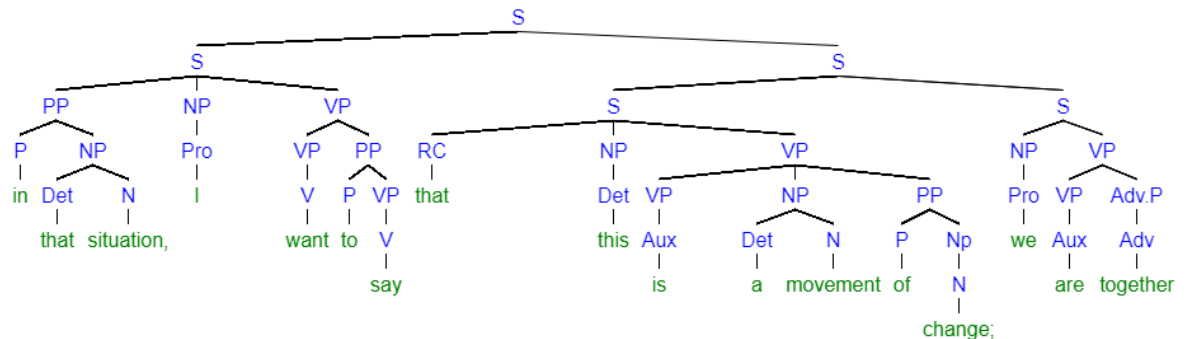 S
S S
PP NP VP S S
P NP Pro VP PP RC NP VP NP VP
in Det N I V P VP that Det VP NP PP Pro VP Adv.P
that situation, want to V this Aux Det N P Np we Aux Adv
say is a movement of N are together
change;